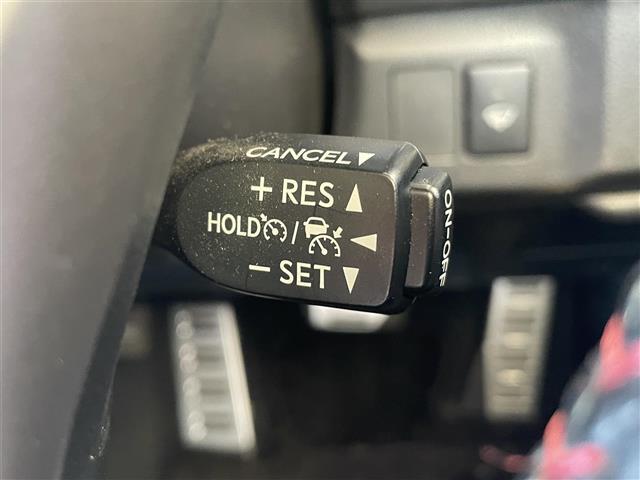 CANCEL▼
+ RES ▲
HOLD / ◀
− SET ▼
ON-OFF